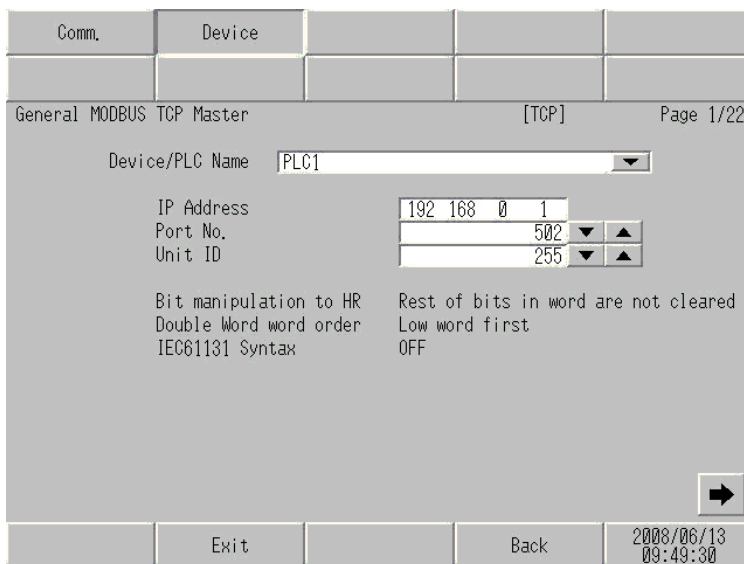 Comm. Device
General MODBUS TCP Master [TCP] Page 1/22
Device/PLC Name PLC1
IP Address 192 168 0 1
Port No. 502
Unit ID 255
Bit manipulation to HR Rest of bits in word are not cleared
Double Word word order Low word first
IEC61131 Syntax OFF
Exit Back 2008/06/13
09:49:30